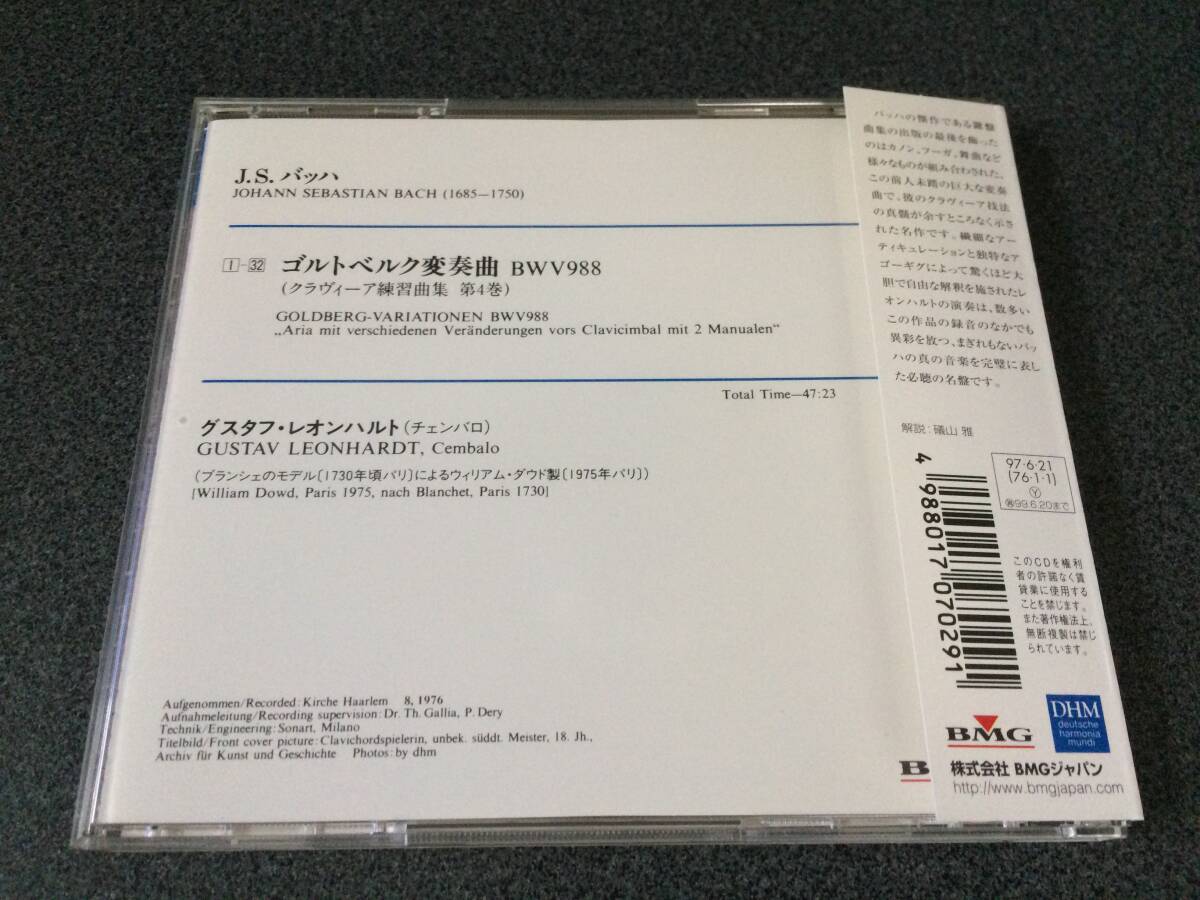 J.S. バッハ
JOHANN SEBASTIAN BACH (1685—1750)
1-32 ゴルトベルク変奏曲 BWV988
(クラヴィーア練習曲集 第4巻)
GOLDBERG-VARIATIONEN BWV988
„Aria mit verschiedenen Veränderungen vors Clavicimbal mit 2 Manualen“
Total Time—47:23
グスタフ・レオンハルト(チェンバロ)
GUSTAV LEONHARDT, Cembalo
(ブランシェのモデル〔1730年頃パリ〕によるウィリアム・ダウド製〔1975年パリ〕)
[William Dowd, Paris 1975, nach Blanchet, Paris 1730]
Aufgenommen/Recorded: Kirche Haarlem 8, 1976
Aufnahmeleitung/Recording supervision: Dr. Th. Gallia, P. Dery
Technik/Engineering: Sonart, Milano
Titelbild/Front cover picture: Clavichordspielerin, unbek. süddt. Meister, 18. Jh.,
Archiv für Kunst und Geschichte Photos: by dhm
B
バッハの傑作である鍵盤
曲集の出版の最後を飾った
のはカノン、フーガ、舞曲など
様々なものが組み合わされた、
この前人未踏の巨大な変奏
曲で、彼のクラヴィーア技法
の真髄が余すところなく示さ
れた名作です。繊細なアー
ティキュレーションと独特なア
ゴーギグによって驚くほど大
胆で自由な解釈を施されたレ
オンハルトの演奏は、数多い
この作品の録音のなかでも
異彩を放つ、まぎれもないバッ
ハの真の音楽を完璧に表し
た必聴の名盤です。
解説:礒山 雅
4 988017 070291
97・6・21
(76・1・1)
Ⓨ
再99.6.20まで
このCDを権利
者の許諾なく賃
貸業に使用する
ことを禁じます。
また著作権法上、
無断複製は禁じ
られています。
BMG
DHM
deutsche
harmonia
mundi
株式会社 BMGジャパン
http://www.bmgjapan.com